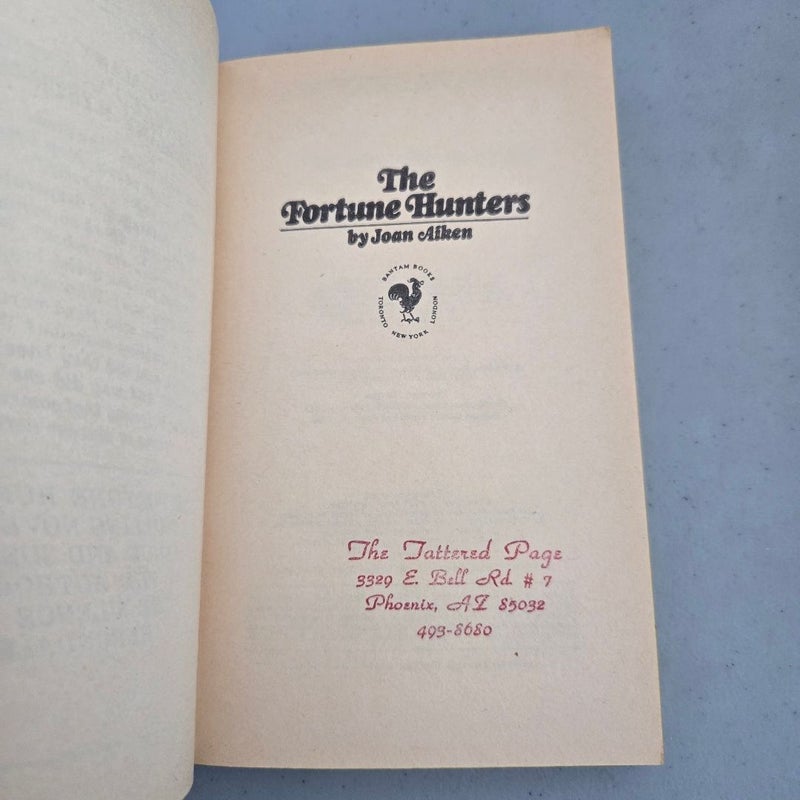 The
Fortune Hunters
by Joan Aiken
BANTAM BOOKS
TORONTO NEW YORK LONDON
The Tattered Page
3329 E. Bell Rd. # 7
Phoenix, AZ 85032
493-8680